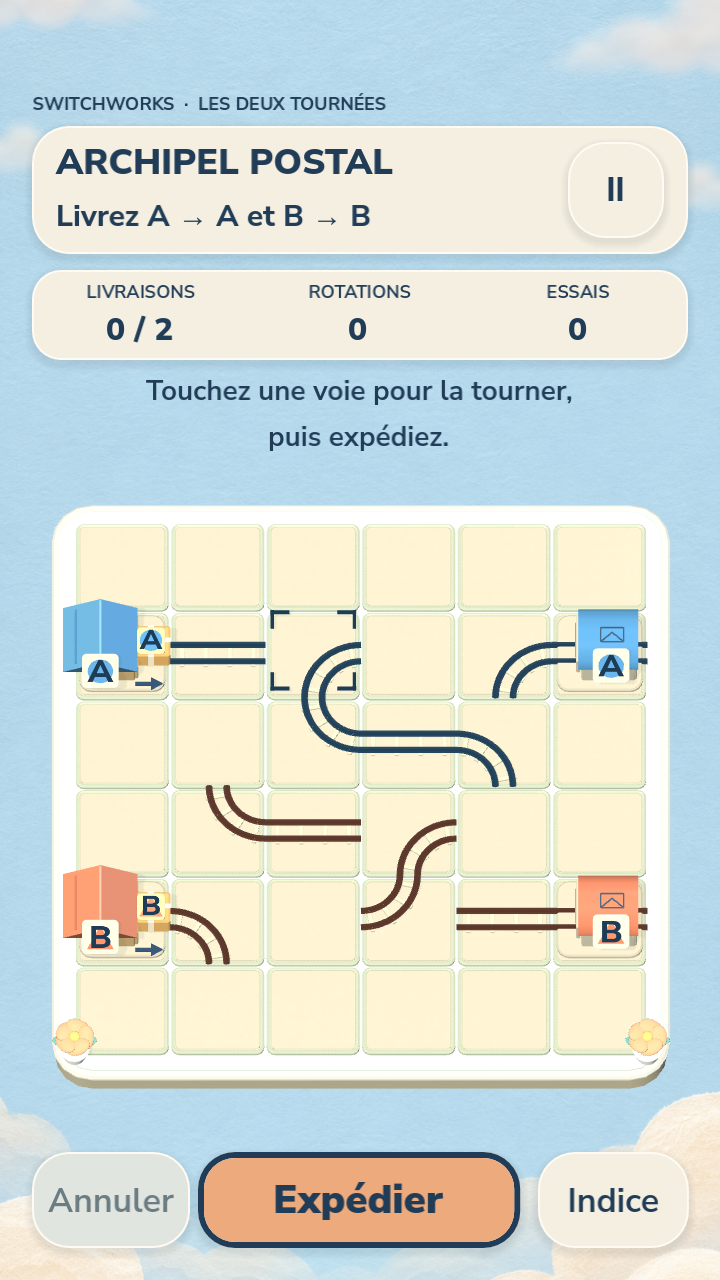 SWITCHWORKS · LES DEUX TOURNÉES
ARCHIPEL POSTAL
Livrez A → A et B → B
LIVRAISONS ROTATIONS ESSAIS
0 / 2 0 0
Touchez une voie pour la tourner,
puis expédiez.
A
A
A
B
B
B
Annuler Expédier Indice